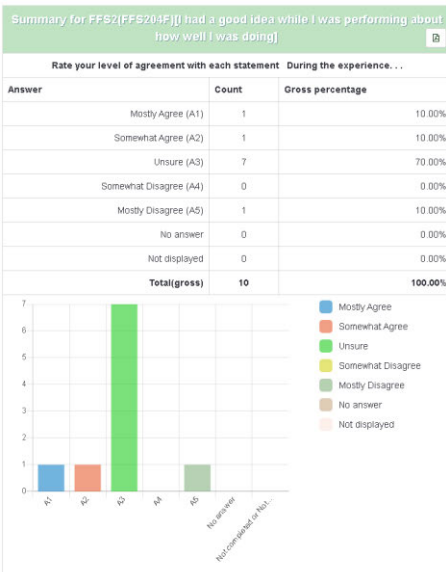 Summary for FFS2(FFS204F)[I had a good idea while I was performing about
how well I was doing]
Rate your level of agreement with each statement During the experience. . .
Answer Count Gross percentage
Mostly Agree (A1) 1 10.00%
Somewhat Agree (A2) 1 10.00%
Unsure (A3) 7 70.00%
Somewhat Disagree (A4) 0 0.00%
Mostly Disagree (A5) 1 10.00%
No answer 0 0.00%
Not displayed 0 0.00%
Total(gross) 10 100.00%
7
6
5
4
3
2
1
0
A1 A2 A3 A4 A5 No answer Not completed or Not...
Mostly Agree
Somewhat Agree
Unsure
Somewhat Disagree
Mostly Disagree
No answer
Not displayed